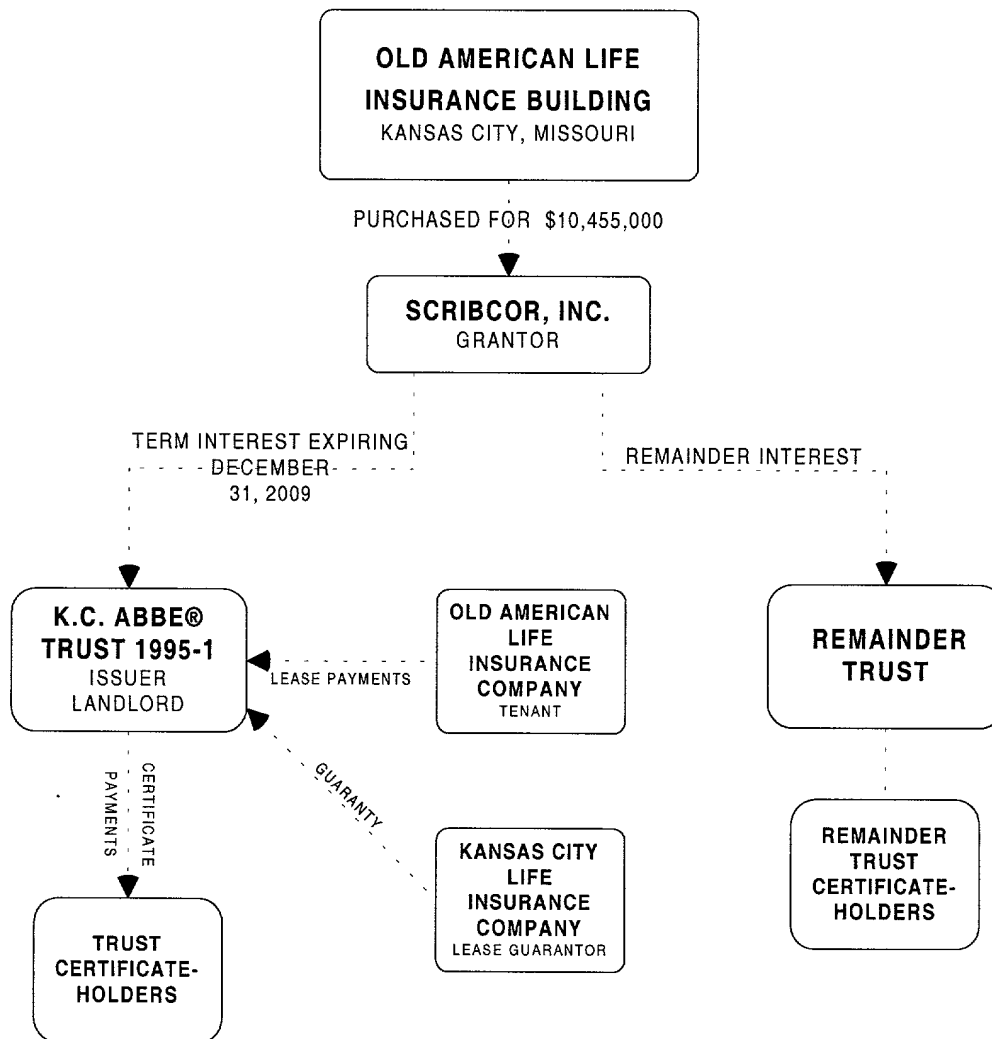 OLD AMERICAN LIFE
INSURANCE BUILDING
KANSAS CITY, MISSOURI
PURCHASED FOR $10,455,000
SCRIBCOR, INC.
GRANTOR
TERM INTEREST EXPIRING
DECEMBER
31, 2009
REMAINDER INTEREST
K.C. ABBE®
TRUST 1995-1
ISSUER
LANDLORD
LEASE PAYMENTS
OLD AMERICAN
LIFE
INSURANCE
COMPANY
TENANT
REMAINDER
TRUST
CERTIFICATE
PAYMENTS
GUARANTY
KANSAS CITY
LIFE
INSURANCE
COMPANY
LEASE GUARANTOR
REMAINDER
TRUST
CERTIFICATE-
HOLDERS
TRUST
CERTIFICATE-
HOLDERS